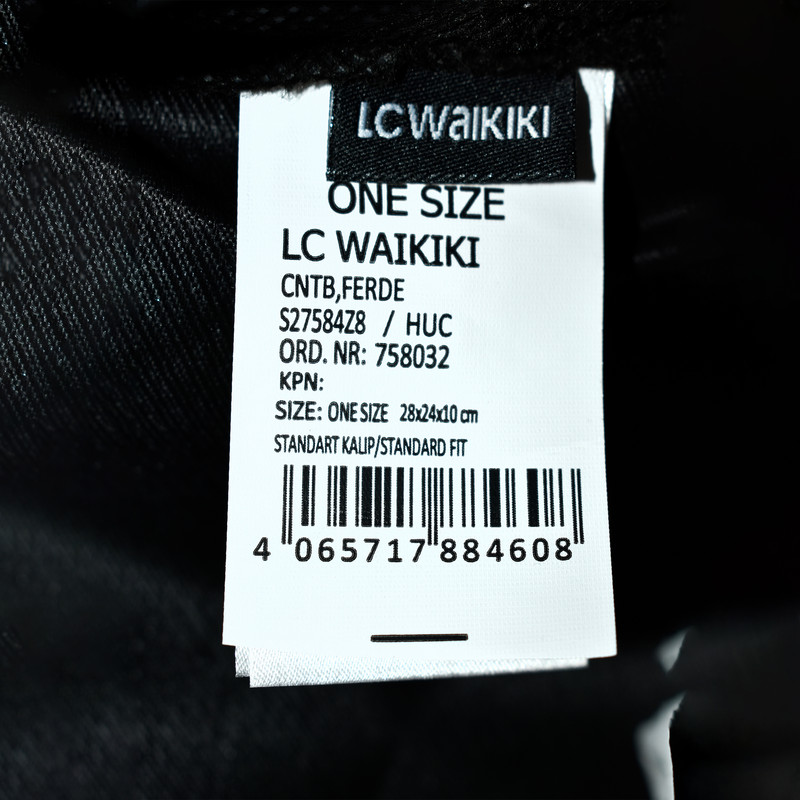 LCWAIKIKI
ONE SIZE
LC WAIKIKI
CNTB,FERDE
S27584Z8 / HUC
ORD. NR: 758032
KPN:
SIZE: ONE SIZE 28x24x10 cm
STANDART KALIP/STANDARD FIT
4 065717 884608